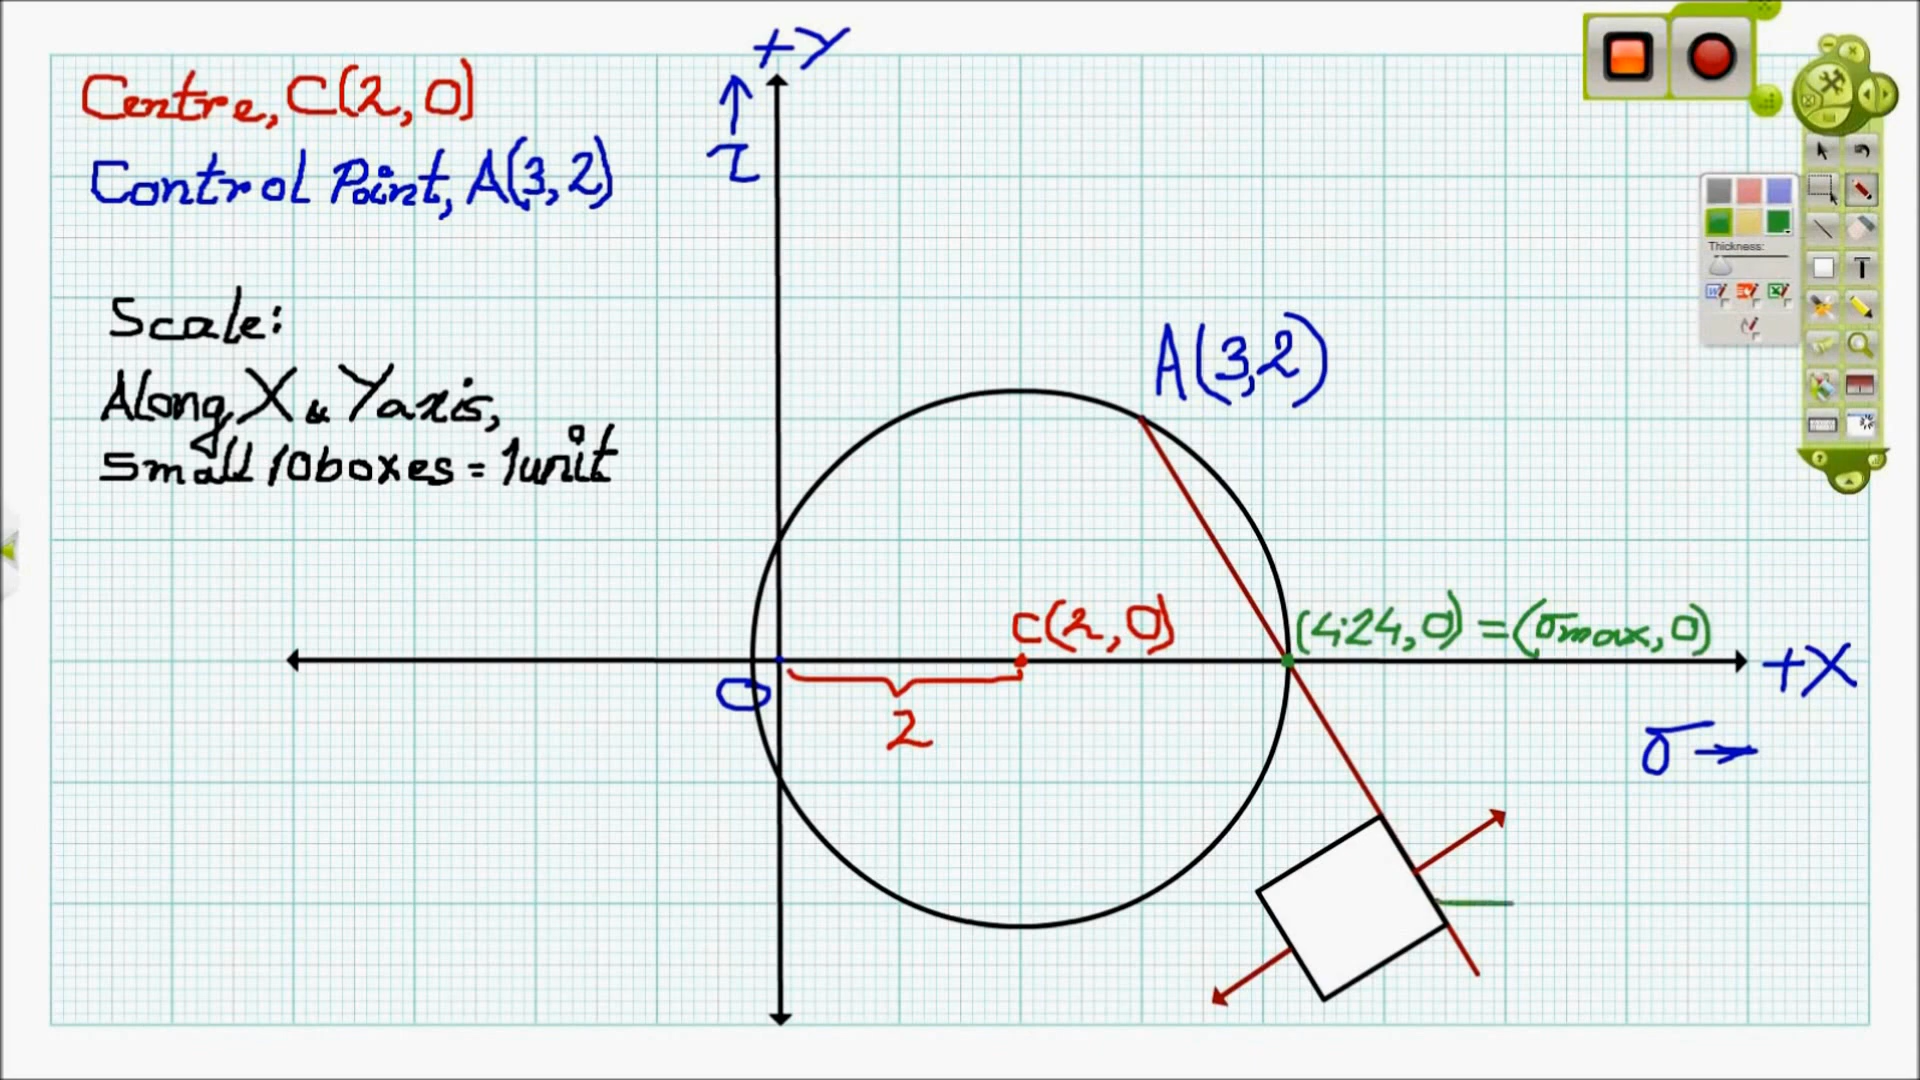 +Y
Centre, C(2, 0)
τ
Control Point, A(3, 2)
Thickness:
Scale:
A(3,2)
Along X & Y axis,
small 10 boxes = 1 unit
C(2, 0)
(4.24, 0) = (σmax, 0)
+X
O
2
σ →